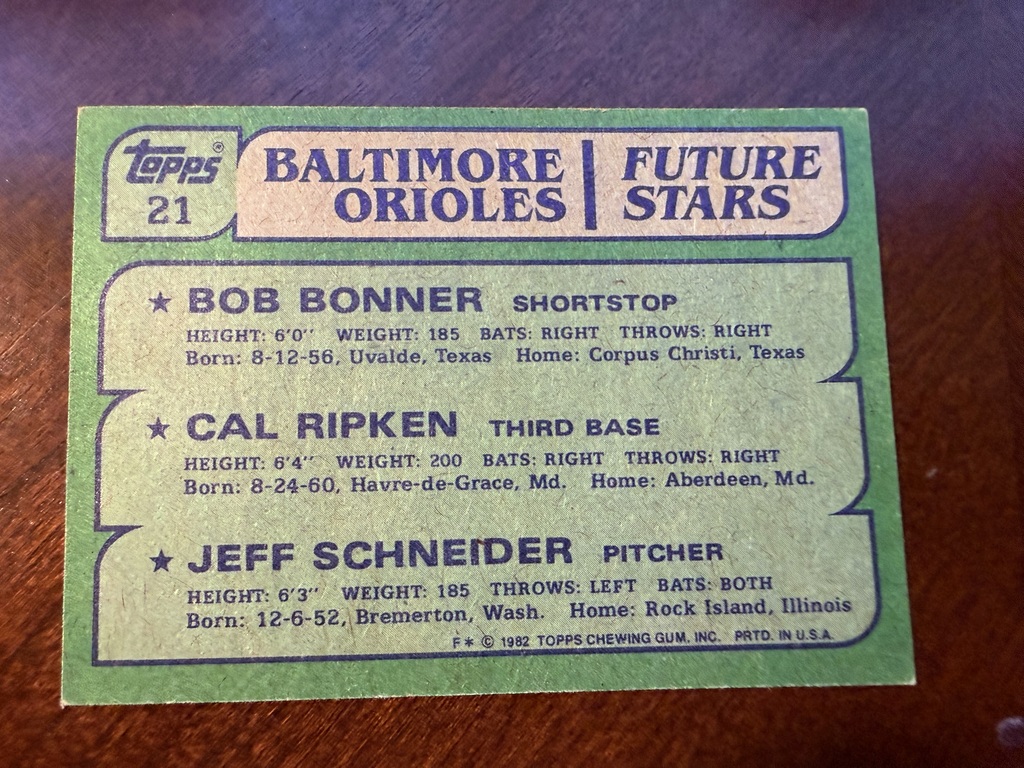 topps®
21
BALTIMORE ORIOLES
FUTURE STARS
★ BOB BONNER SHORTSTOP
HEIGHT: 6'0" WEIGHT: 185 BATS: RIGHT THROWS: RIGHT
Born: 8-12-56, Uvalde, Texas Home: Corpus Christi, Texas
★ CAL RIPKEN THIRD BASE
HEIGHT: 6'4" WEIGHT: 200 BATS: RIGHT THROWS: RIGHT
Born: 8-24-60, Havre-de-Grace, Md. Home: Aberdeen, Md.
★ JEFF SCHNEIDER PITCHER
HEIGHT: 6'3" WEIGHT: 185 THROWS: LEFT BATS: BOTH
Born: 12-6-52, Bremerton, Wash. Home: Rock Island, Illinois
F* © 1982 TOPPS CHEWING GUM, INC. PRTD. IN U.S.A.